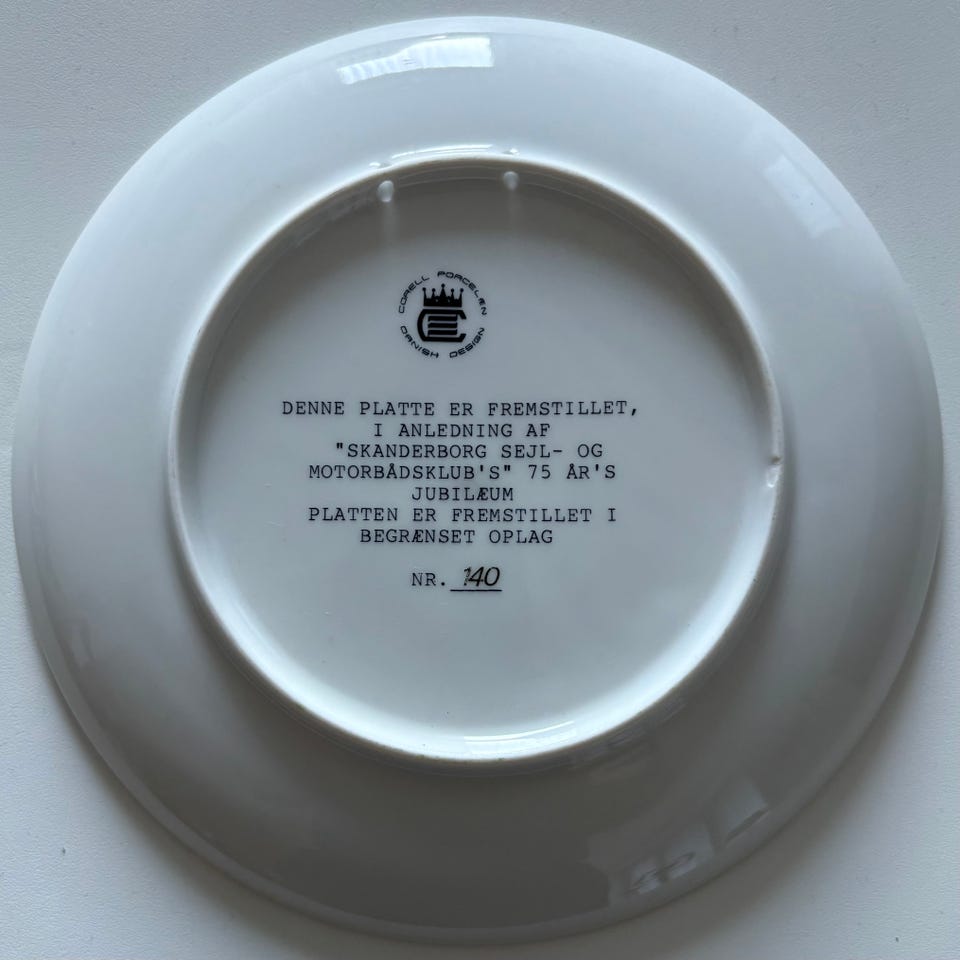 CORELL PORCELÆN
DANISH DESIGN
DENNE PLATTE ER FREMSTILLET,
I ANLEDNING AF
"SKANDERBORG SEJL- OG
MOTORBÅDSKLUB'S" 75 ÅR'S
JUBILÆUM
PLATTEN ER FREMSTILLET I
BEGRÆNSET OPLAG
NR. 140